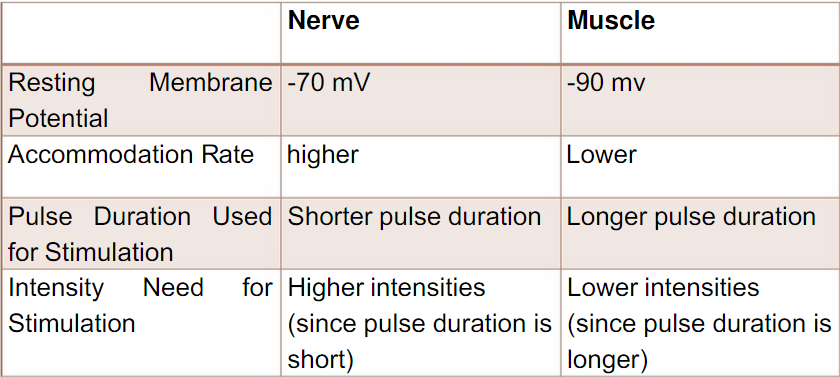 Nerve Muscle
Resting Membrane -70 mV -90 mv
Potential
Accommodation Rate higher Lower
Pulse Duration Used Shorter pulse duration Longer pulse duration
for Stimulation
Intensity Need for Higher intensities Lower intensities
Stimulation (since pulse duration is (since pulse duration is
short) longer)